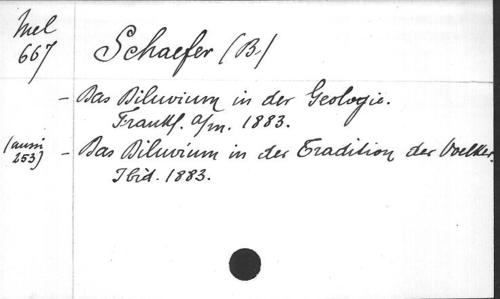 Mel
667
Schaefer (B.)
- Das Diluvium in der Geologie.
Frankf. a/m. 1883.
(aussi
253)
- Das Diluvium in der Tradition der Voelker.
Ibid. 1883.